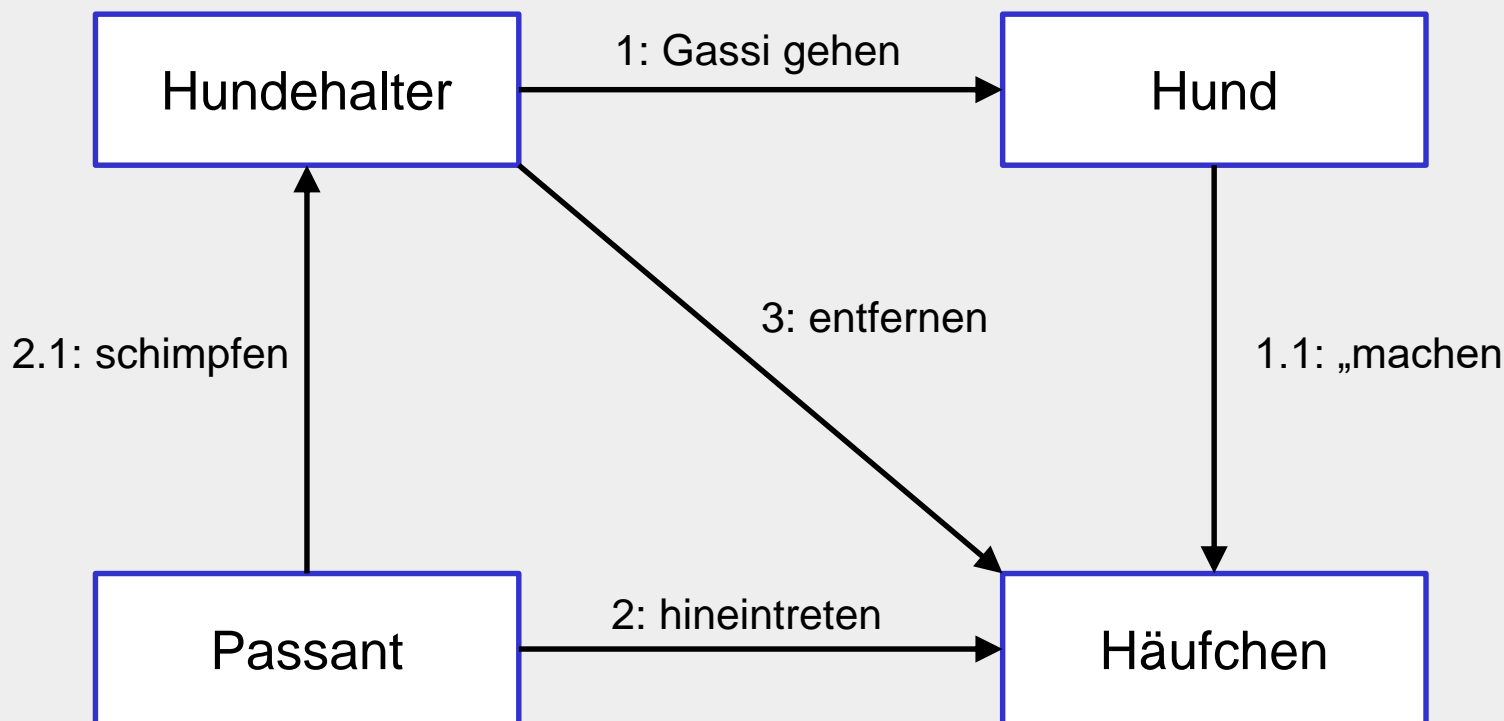 1: Gassi gehen
Hundehalter
Hund
3: entfernen
2.1: schimpfen
1.1: „machen
2: hineintreten
Passant
Häufchen